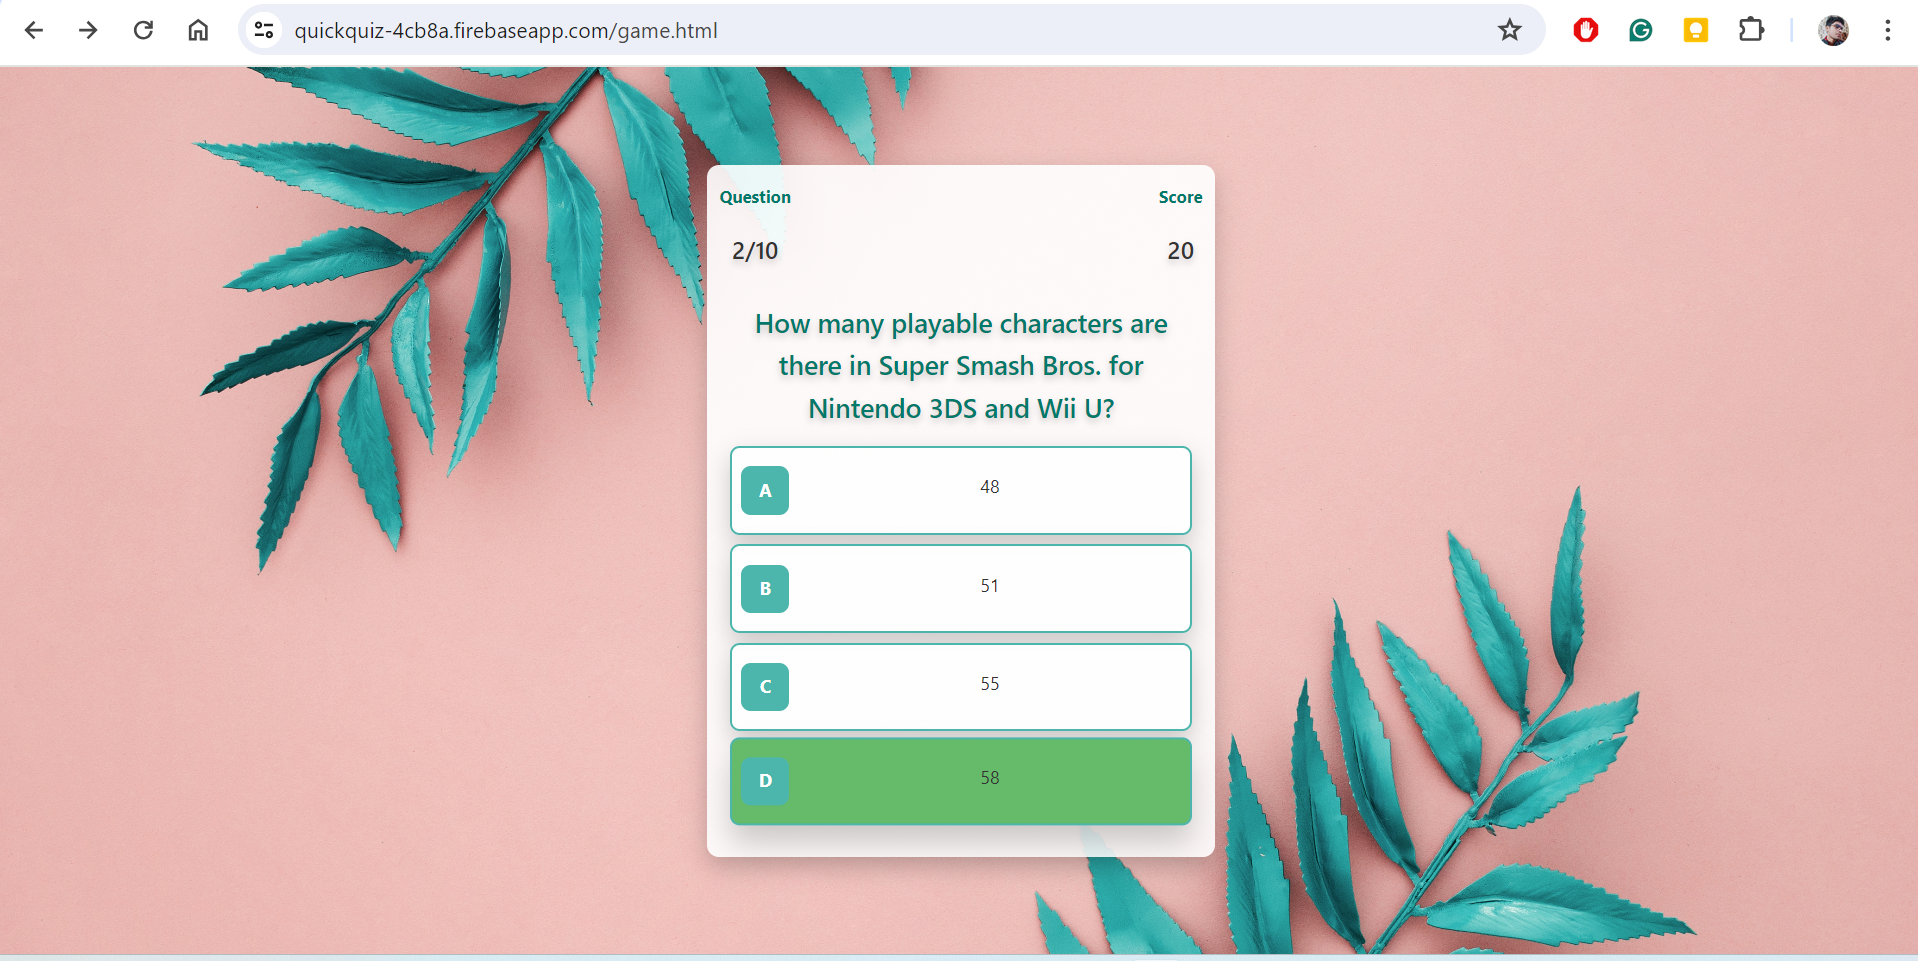 quickquiz-4cb8a.firebaseapp.com/game.html
Question
Score
2/10
20
How many playable characters are
there in Super Smash Bros. for
Nintendo 3DS and Wii U?
A
48
B
51
C
55
D
58